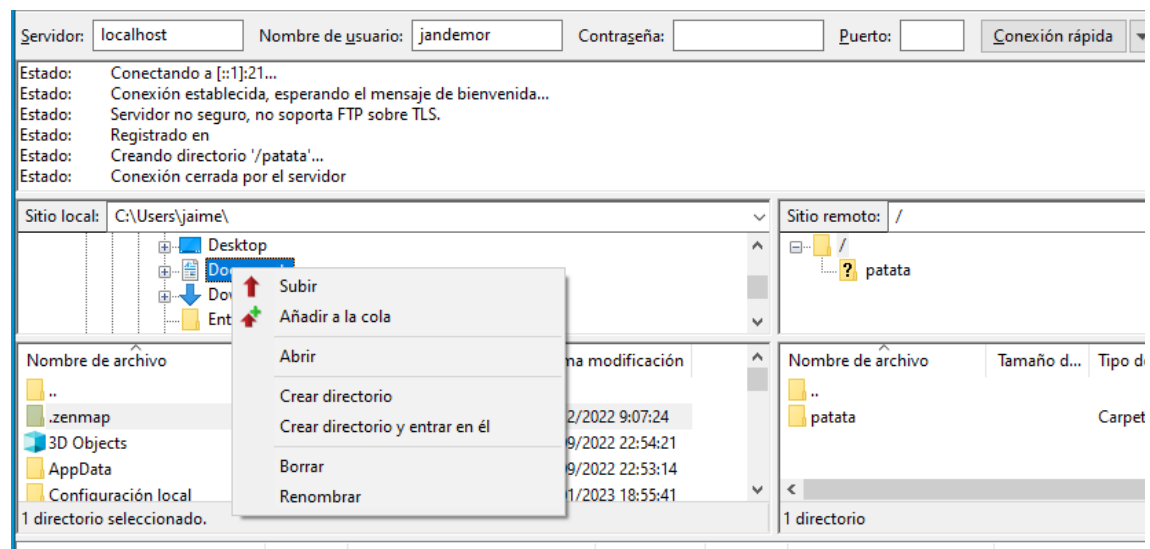 Servidor: localhost Nombre de usuario: jandemor Contraseña: Puerto: Conexión rápida
Estado: Conectando a [::1]:21...
Estado: Conexión establecida, esperando el mensaje de bienvenida...
Estado: Servidor no seguro, no soporta FTP sobre TLS.
Estado: Registrado en
Estado: Creando directorio '/patata'...
Estado: Conexión cerrada por el servidor
Sitio local: C:\Users\jaime\
Desktop
Subir
Añadir a la cola
Abrir
Crear directorio
Crear directorio y entrar en él
Borrar
Renombrar
Nombre de archivo modificación
..
.zenmap 2/2022 9:07:24
3D Objects 9/2022 22:54:21
AppData 9/2022 22:53:14
Configuración local 1/2023 18:55:41
1 directorio seleccionado.
Sitio remoto: /
/
? patata
Nombre de archivo Tamaño d... Tipo d
..
patata Carpet
1 directorio